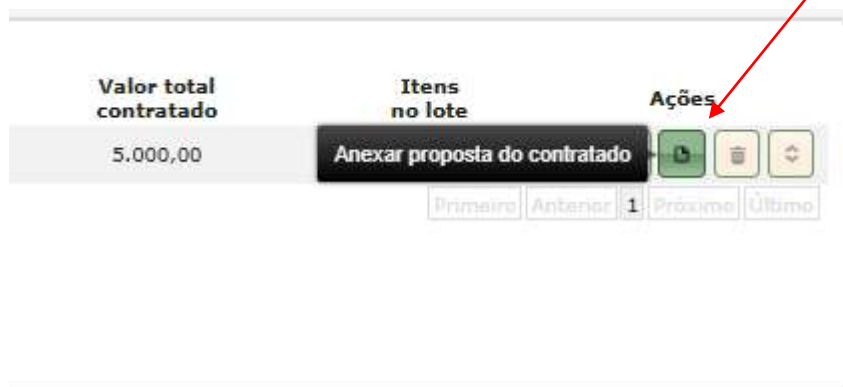 Valor total
contratado
Itens
no lote
Ações
5.000,00
Anexar proposta do contratado
Primeiro Anterior 1 Próximo Último